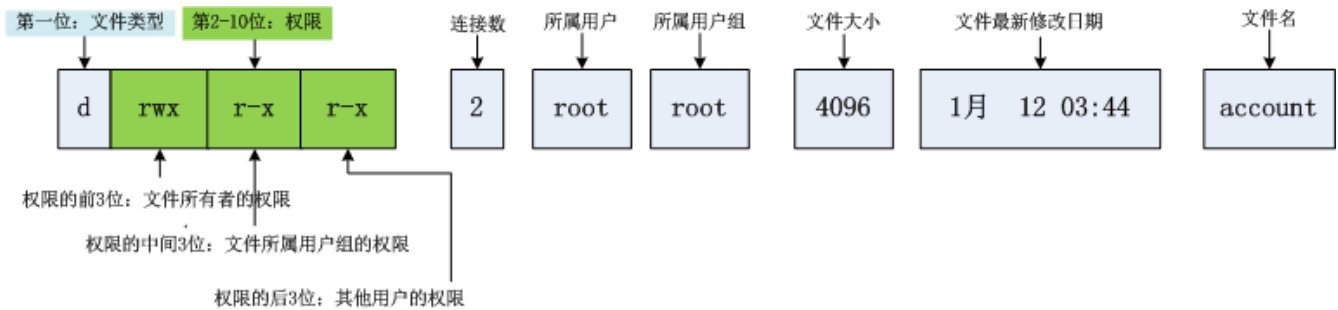 第一位：文件类型 第2-10位：权限 连接数 所属用户 所属用户组 文件大小 文件最新修改日期 文件名
d rwx r-x r-x 2 root root 4096 1月 12 03:44 account
权限的前3位：文件所有者的权限
权限的中间3位：文件所属用户组的权限
权限的后3位：其他用户的权限